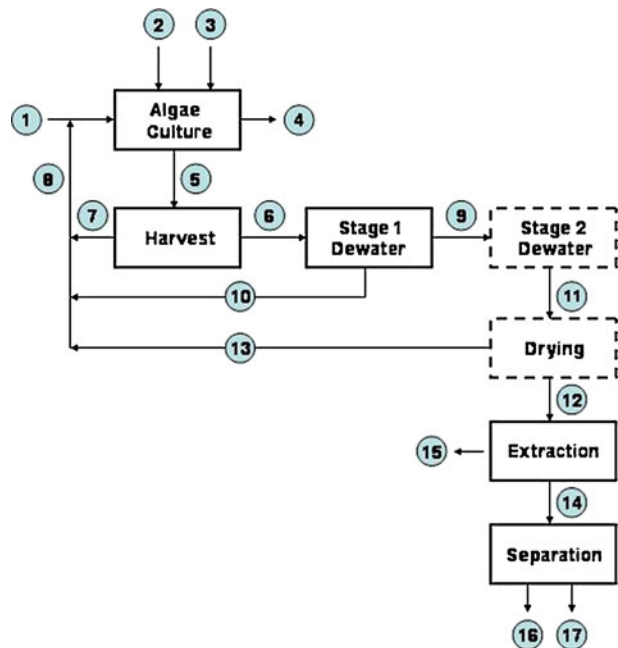 2
3
1
Algae
Culture
4
8
5
7
Harvest
6
Stage 1
Dewater
9
Stage 2
Dewater
10
11
13
Drying
12
15
Extraction
14
Separation
16
17